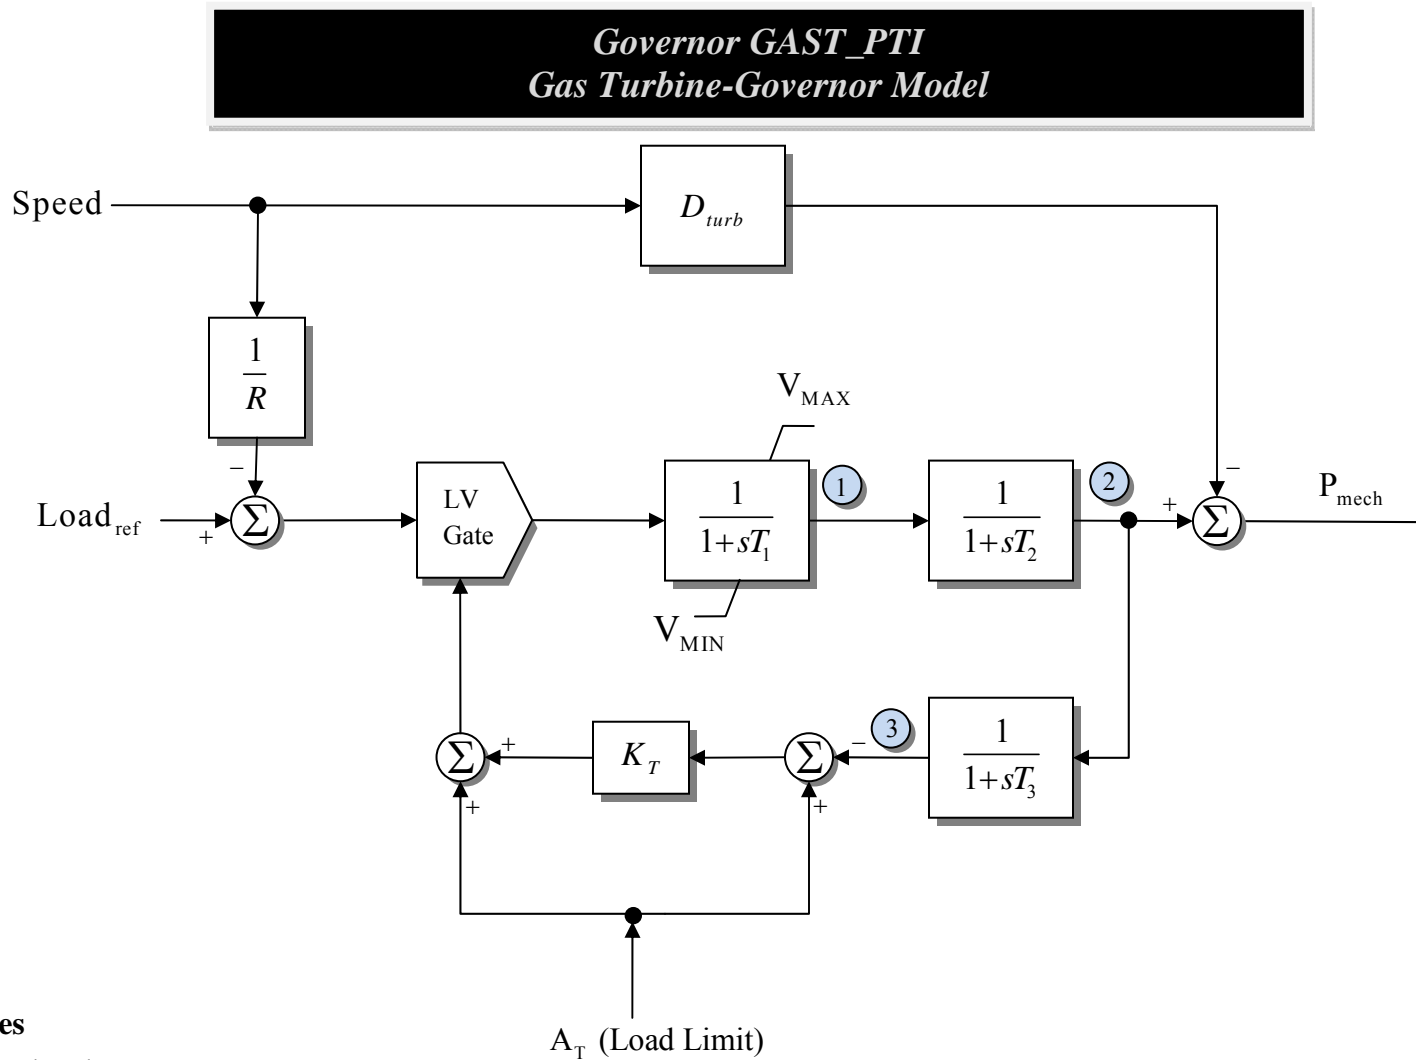 Governor GAST_PTI
Gas Turbine-Governor Model
Speed
D_turb
1
R
V_MAX
−
LV
Gate
1
1+sT_1
1
1
1+sT_2
2
−
P_mech
Load_ref
+
Σ
+
Σ
V_MIN
3
1
1+sT_3
Σ
+
K_T
Σ
−
+
+
es
A_T (Load Limit)